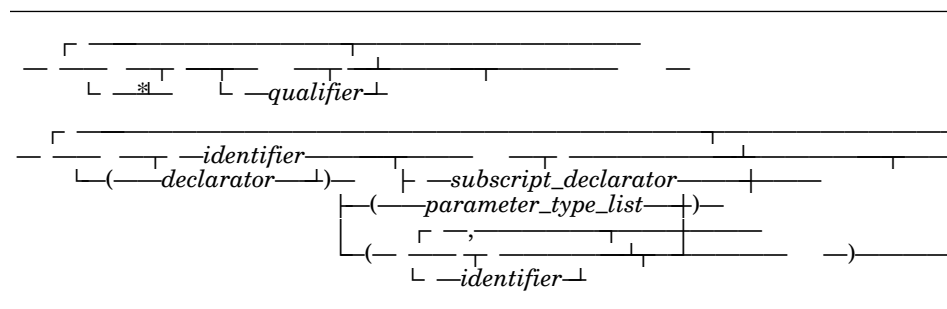 * qualifier
identifier
( declarator ) subscript_declarator
( parameter_type_list )
,
( )
identifier